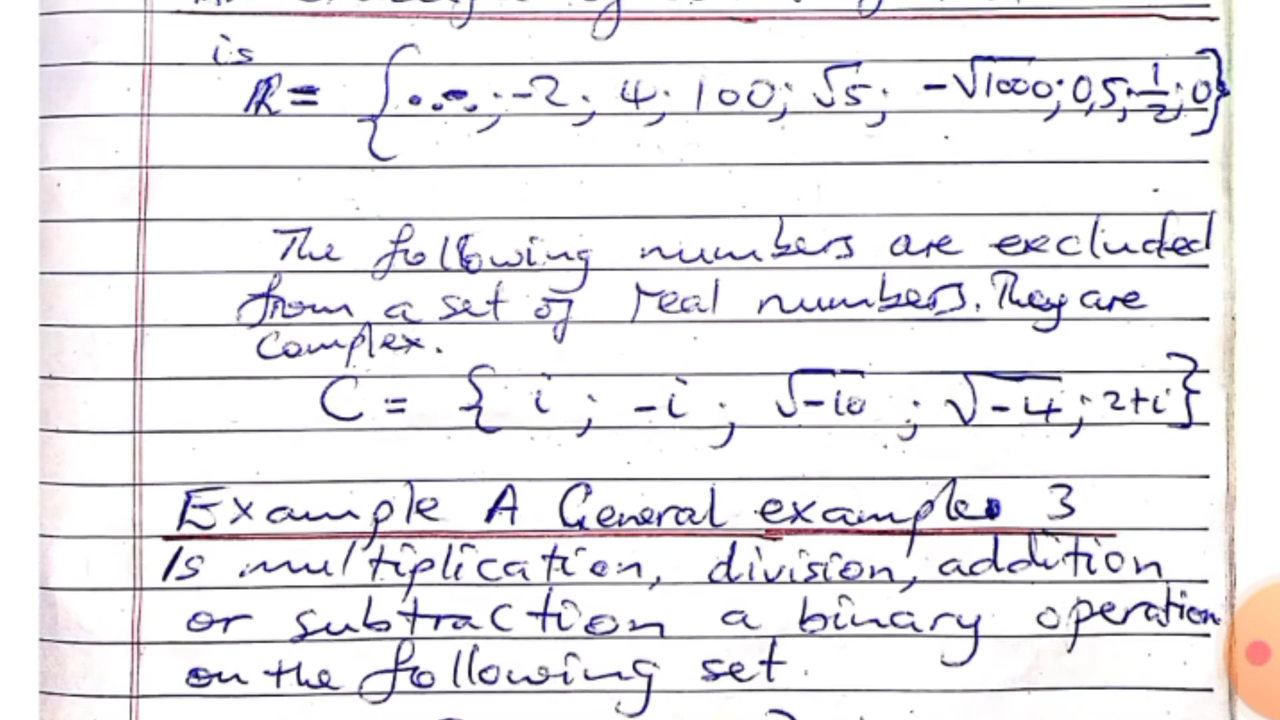 is
ℝ = {...; -2; 4; 100; √5; -√1000; 0,5; 1/2; 0}
The following numbers are excluded
from a set of real numbers. They are
complex.
C = { i ; -i ; √-10 ; √-4 ; 2+i}
Example A General example 3
Is multiplication, division, addition
or subtraction a binary operation
on the following set.